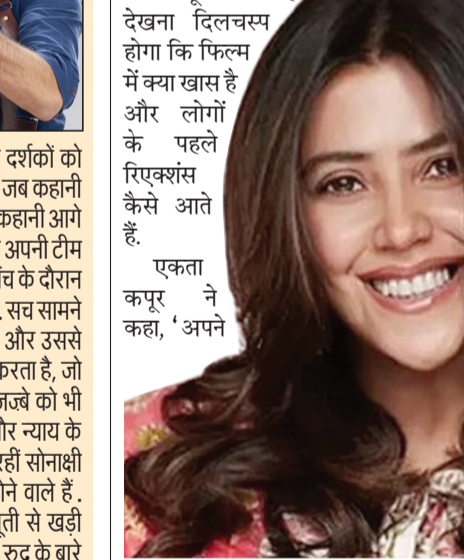 देखना दिलचस्प
होगा कि फिल्म
में क्या खास है
और लोगों
के पहले
रिएक्शंस
कैसे आते
हैं.
एकता
कपूर ने
कहा, ‘अपने
दर्शकों को
जब कहानी
कहानी आगे
अपनी टीम
के दौरान
सच सामने
और उससे
करता है, जो
जज्बे को भी
और न्याय के
रहीं सोनाक्षी
होने वाले हैं.
से खड़ी
रुद्र के बारे